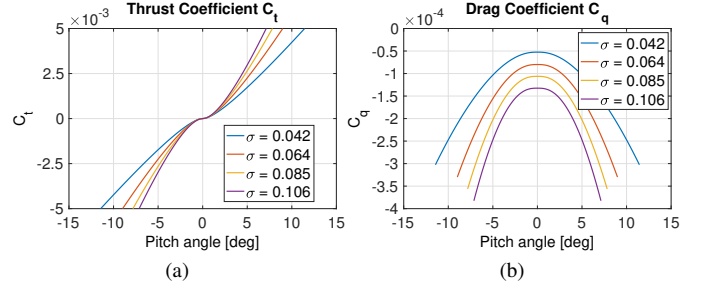 Thrust Coefficient C_t
×10^-3
5
2.5
0
-2.5
-5
C_t
-15 -10 -5 0 5 10 15
Pitch angle [deg]
σ = 0.042
σ = 0.064
σ = 0.085
σ = 0.106
(a)
Drag Coefficient C_q
×10^-4
0
-0.5
-1
-1.5
-2
-2.5
-3
-3.5
-4
C_q
-15 -10 -5 0 5 10 15
Pitch angle [deg]
σ = 0.042
σ = 0.064
σ = 0.085
σ = 0.106
(b)